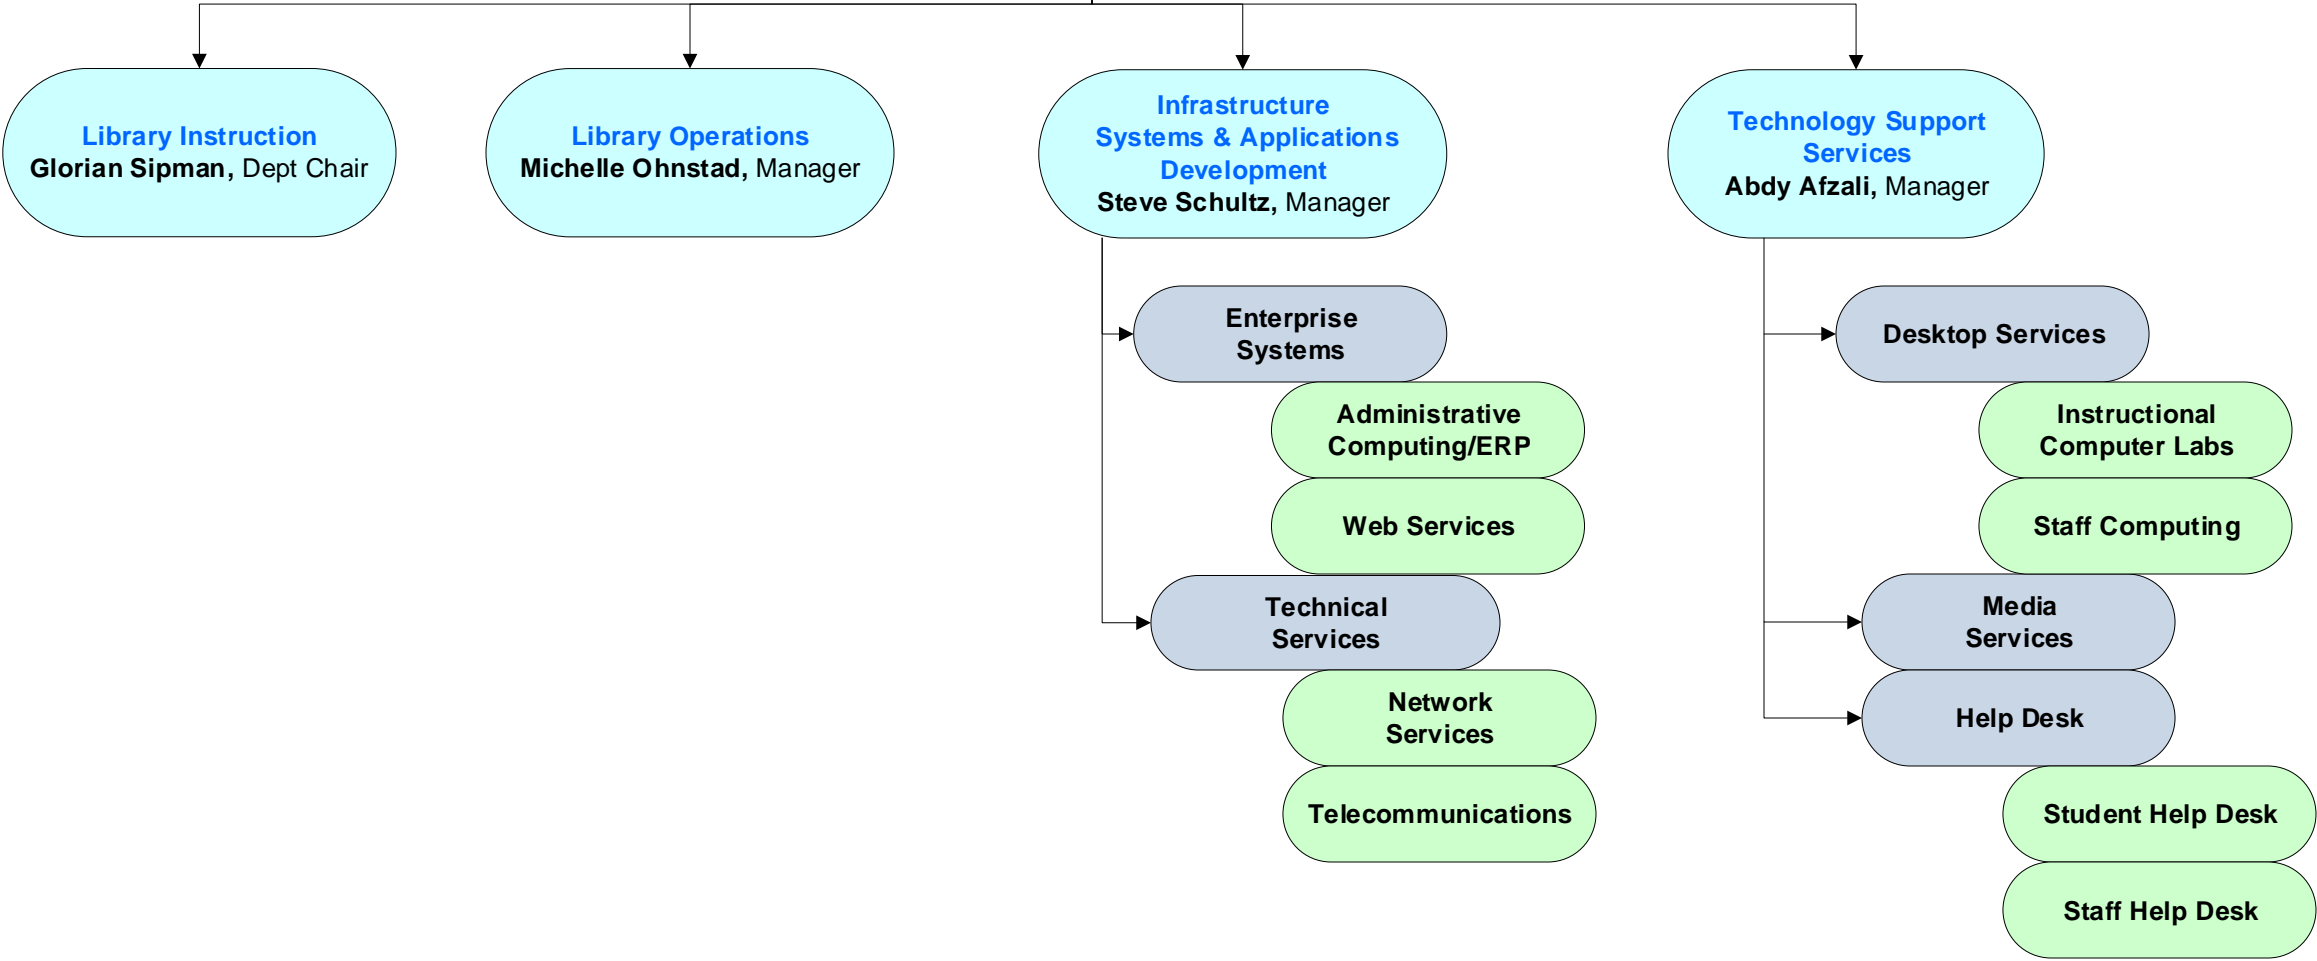 Library Instruction
Glorian Sipman, Dept Chair
Library Operations
Michelle Ohnstad, Manager
Infrastructure
Systems & Applications
Development
Steve Schultz, Manager
Technology Support
Services
Abdy Afzali, Manager
Enterprise
Systems
Administrative
Computing/ERP
Web Services
Technical
Services
Network
Services
Telecommunications
Desktop Services
Instructional
Computer Labs
Staff Computing
Media
Services
Help Desk
Student Help Desk
Staff Help Desk